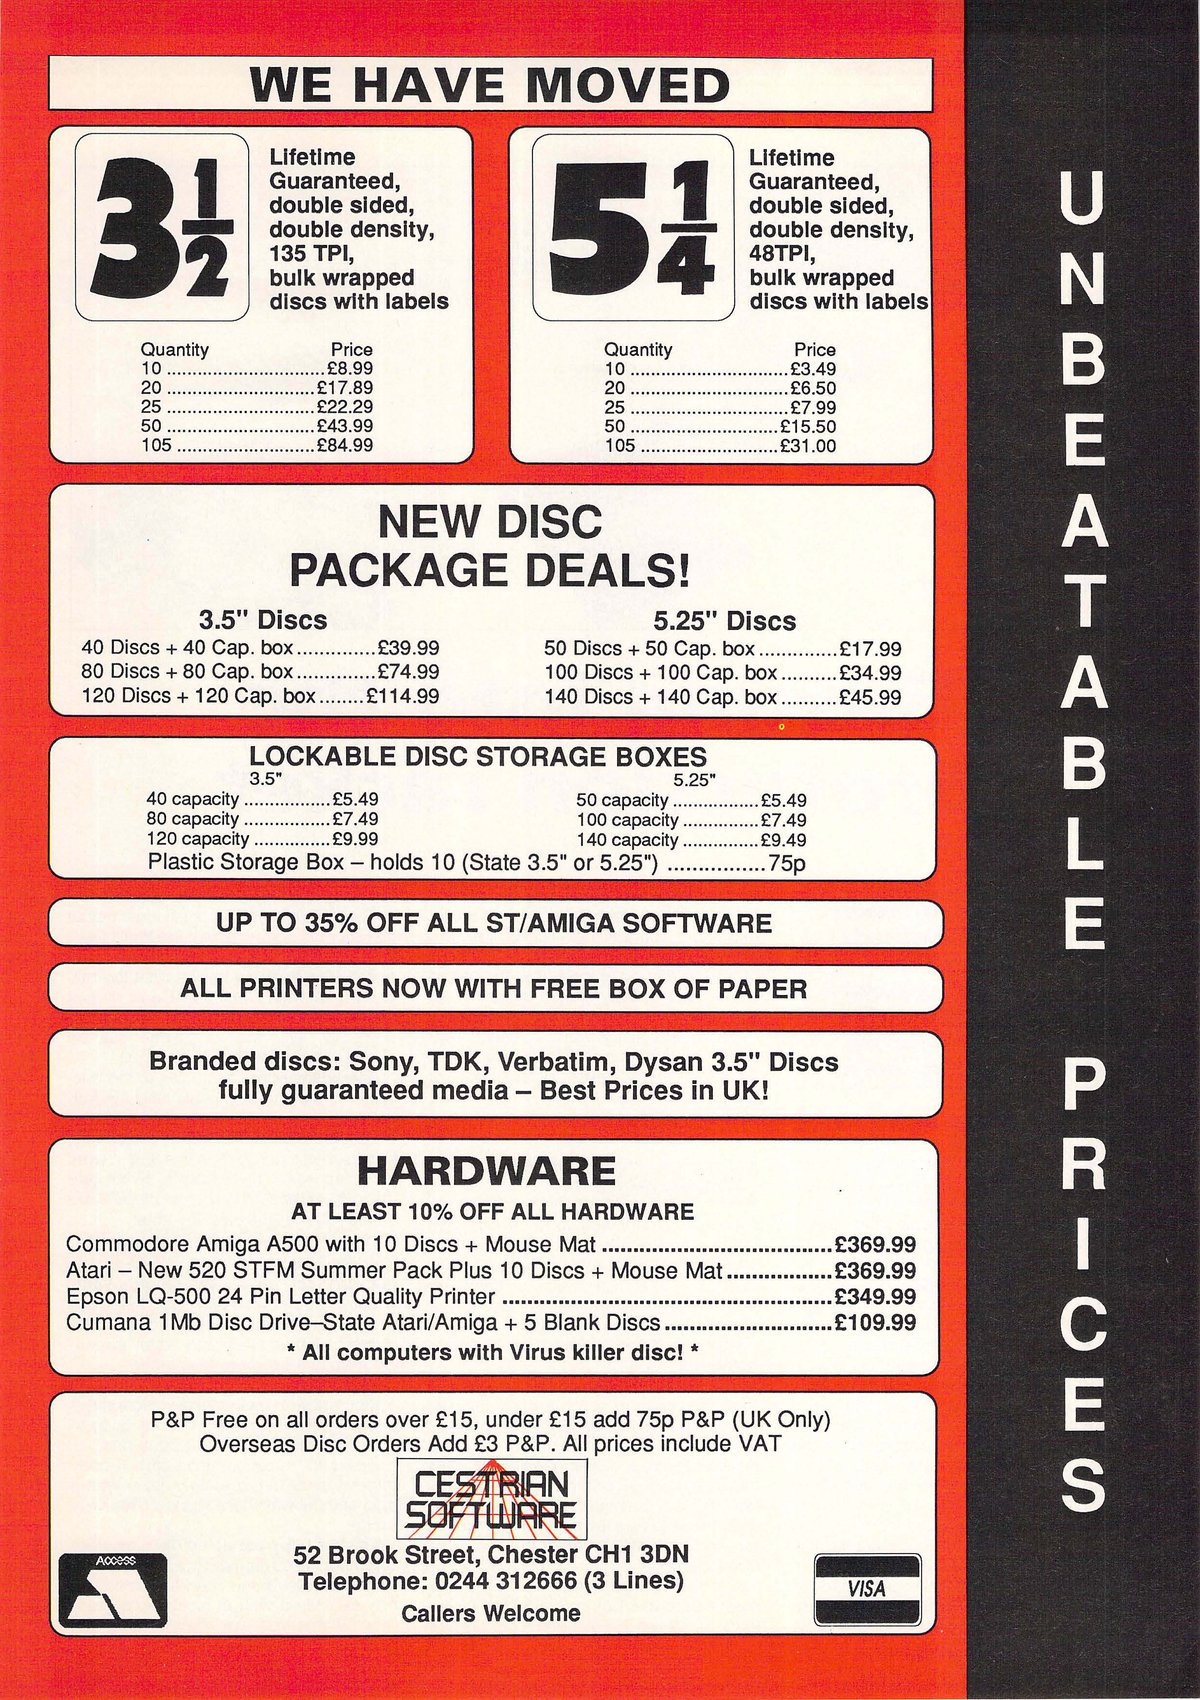 WE HAVE MOVED
3 1/2
Lifetime
Guaranteed,
double sided,
double density,
135 TPI,
bulk wrapped
discs with labels
Quantity Price
10 ..............................£8.99
20 ............................£17.89
25 ............................£22.29
50 ............................£43.99
105 ..........................£84.99
5 1/4
Lifetime
Guaranteed,
double sided,
double density,
48TPI,
bulk wrapped
discs with labels
Quantity Price
10 ..............................£3.49
20 ..............................£6.50
25 ..............................£7.99
50 ............................£15.50
105 ..........................£31.00
NEW DISC
PACKAGE DEALS!
3.5" Discs
40 Discs + 40 Cap. box.............£39.99
80 Discs + 80 Cap. box.............£74.99
120 Discs + 120 Cap. box........£114.99
5.25" Discs
50 Discs + 50 Cap. box.............£17.99
100 Discs + 100 Cap. box.........£34.99
140 Discs + 140 Cap. box.........£45.99
LOCKABLE DISC STORAGE BOXES
3.5"
40 capacity ................£5.49
80 capacity ................£7.49
120 capacity ..............£9.99
5.25"
50 capacity ................£5.49
100 capacity ..............£7.49
140 capacity ..............£9.49
Plastic Storage Box – holds 10 (State 3.5" or 5.25") ................75p
UP TO 35% OFF ALL ST/AMIGA SOFTWARE
ALL PRINTERS NOW WITH FREE BOX OF PAPER
Branded discs: Sony, TDK, Verbatim, Dysan 3.5" Discs
fully guaranteed media – Best Prices in UK!
HARDWARE
AT LEAST 10% OFF ALL HARDWARE
Commodore Amiga A500 with 10 Discs + Mouse Mat .....................................£369.99
Atari – New 520 STFM Summer Pack Plus 10 Discs + Mouse Mat.................£369.99
Epson LQ-500 24 Pin Letter Quality Printer .....................................................£349.99
Cumana 1Mb Disc Drive–State Atari/Amiga + 5 Blank Discs...........................£109.99
* All computers with Virus killer disc! *
P&P Free on all orders over £15, under £15 add 75p P&P (UK Only)
Overseas Disc Orders Add £3 P&P. All prices include VAT
CESTRIAN
SOFTWARE
52 Brook Street, Chester CH1 3DN
Telephone: 0244 312666 (3 Lines)
Callers Welcome
Access
VISA
UNBEATABLE PRICES